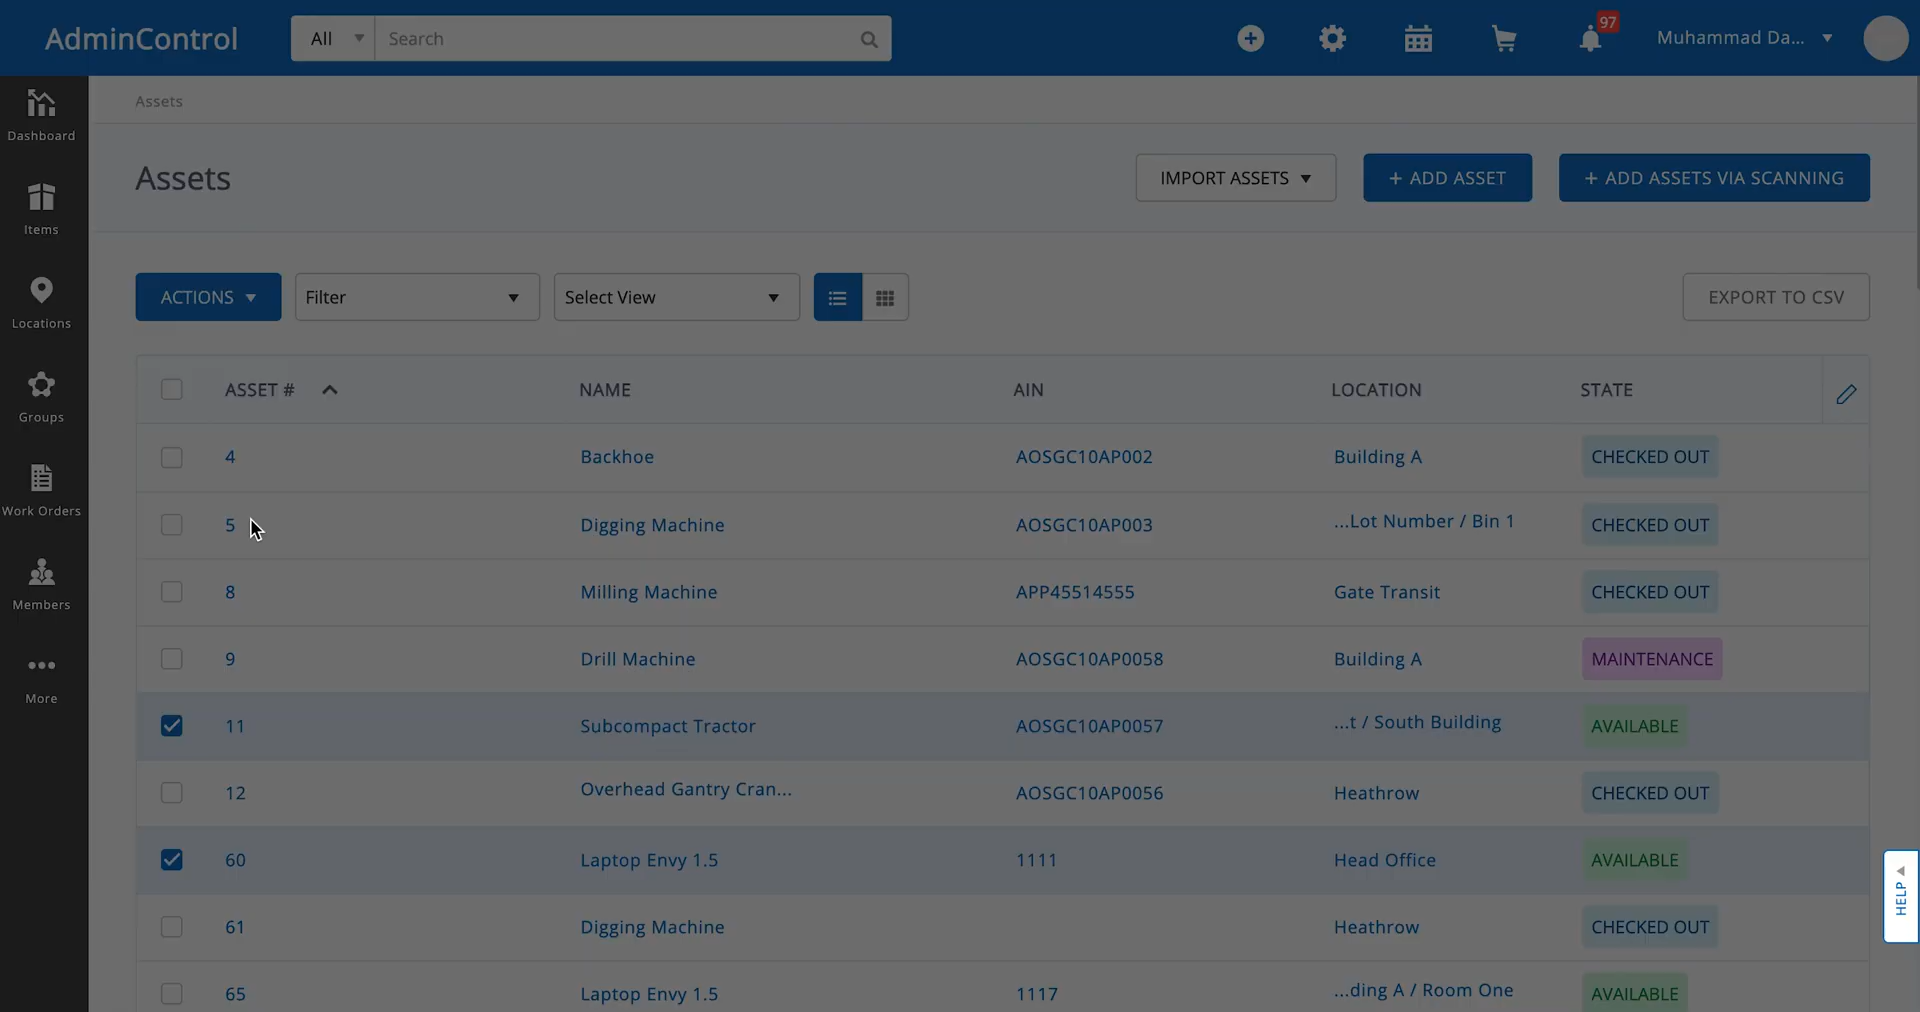 AdminControl
All
Search
97
Muhammad Da...
Dashboard
Items
Locations
Groups
Work Orders
Members
More
Assets
Assets
IMPORT ASSETS
+ ADD ASSET
+ ADD ASSETS VIA SCANNING
ACTIONS
Filter
Select View
EXPORT TO CSV
ASSET # NAME AIN LOCATION STATE
4 Backhoe AOSGC10AP002 Building A CHECKED OUT
5 Digging Machine AOSGC10AP003 ...Lot Number / Bin 1 CHECKED OUT
8 Milling Machine APP45514555 Gate Transit CHECKED OUT
9 Drill Machine AOSGC10AP0058 Building A MAINTENANCE
11 Subcompact Tractor AOSGC10AP0057 ...t / South Building AVAILABLE
12 Overhead Gantry Cran... AOSGC10AP0056 Heathrow CHECKED OUT
60 Laptop Envy 1.5 1111 Head Office AVAILABLE
61 Digging Machine Heathrow CHECKED OUT
65 Laptop Envy 1.5 1117 ...ding A / Room One AVAILABLE
HELP